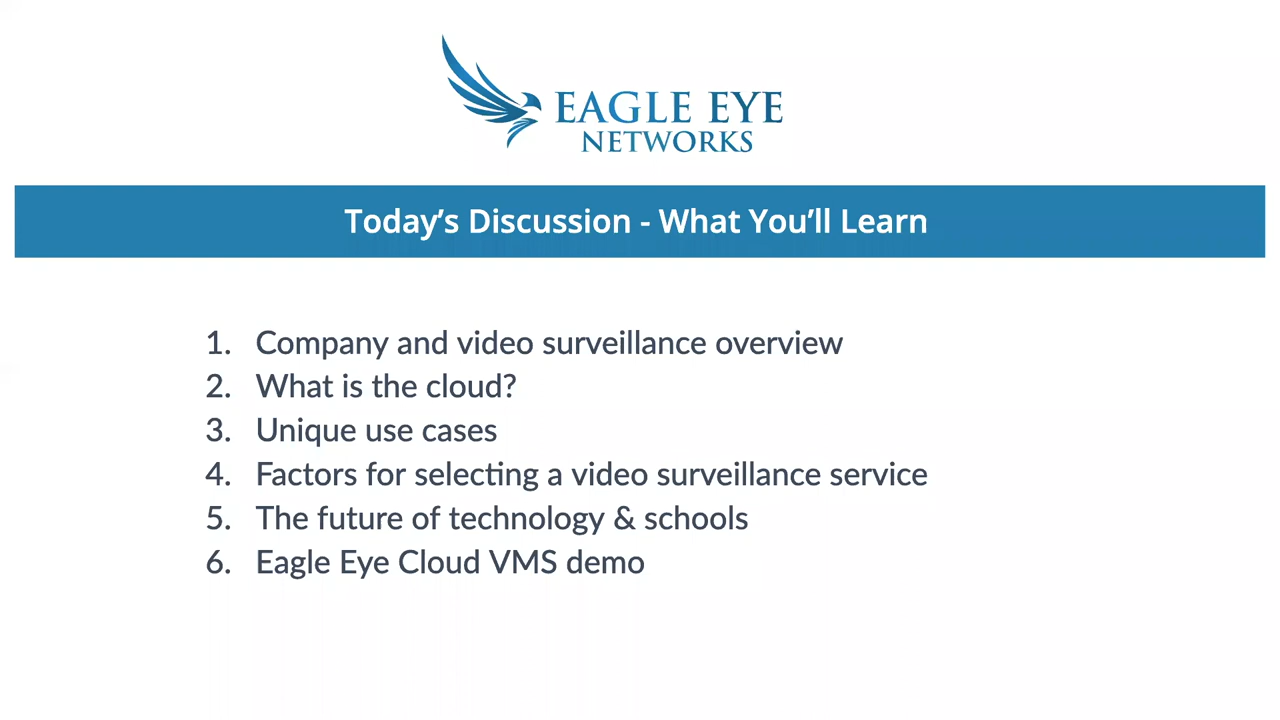 EAGLE EYE
NETWORKS
Today's Discussion - What You'll Learn
1. Company and video surveillance overview
2. What is the cloud?
3. Unique use cases
4. Factors for selecting a video surveillance service
5. The future of technology & schools
6. Eagle Eye Cloud VMS demo